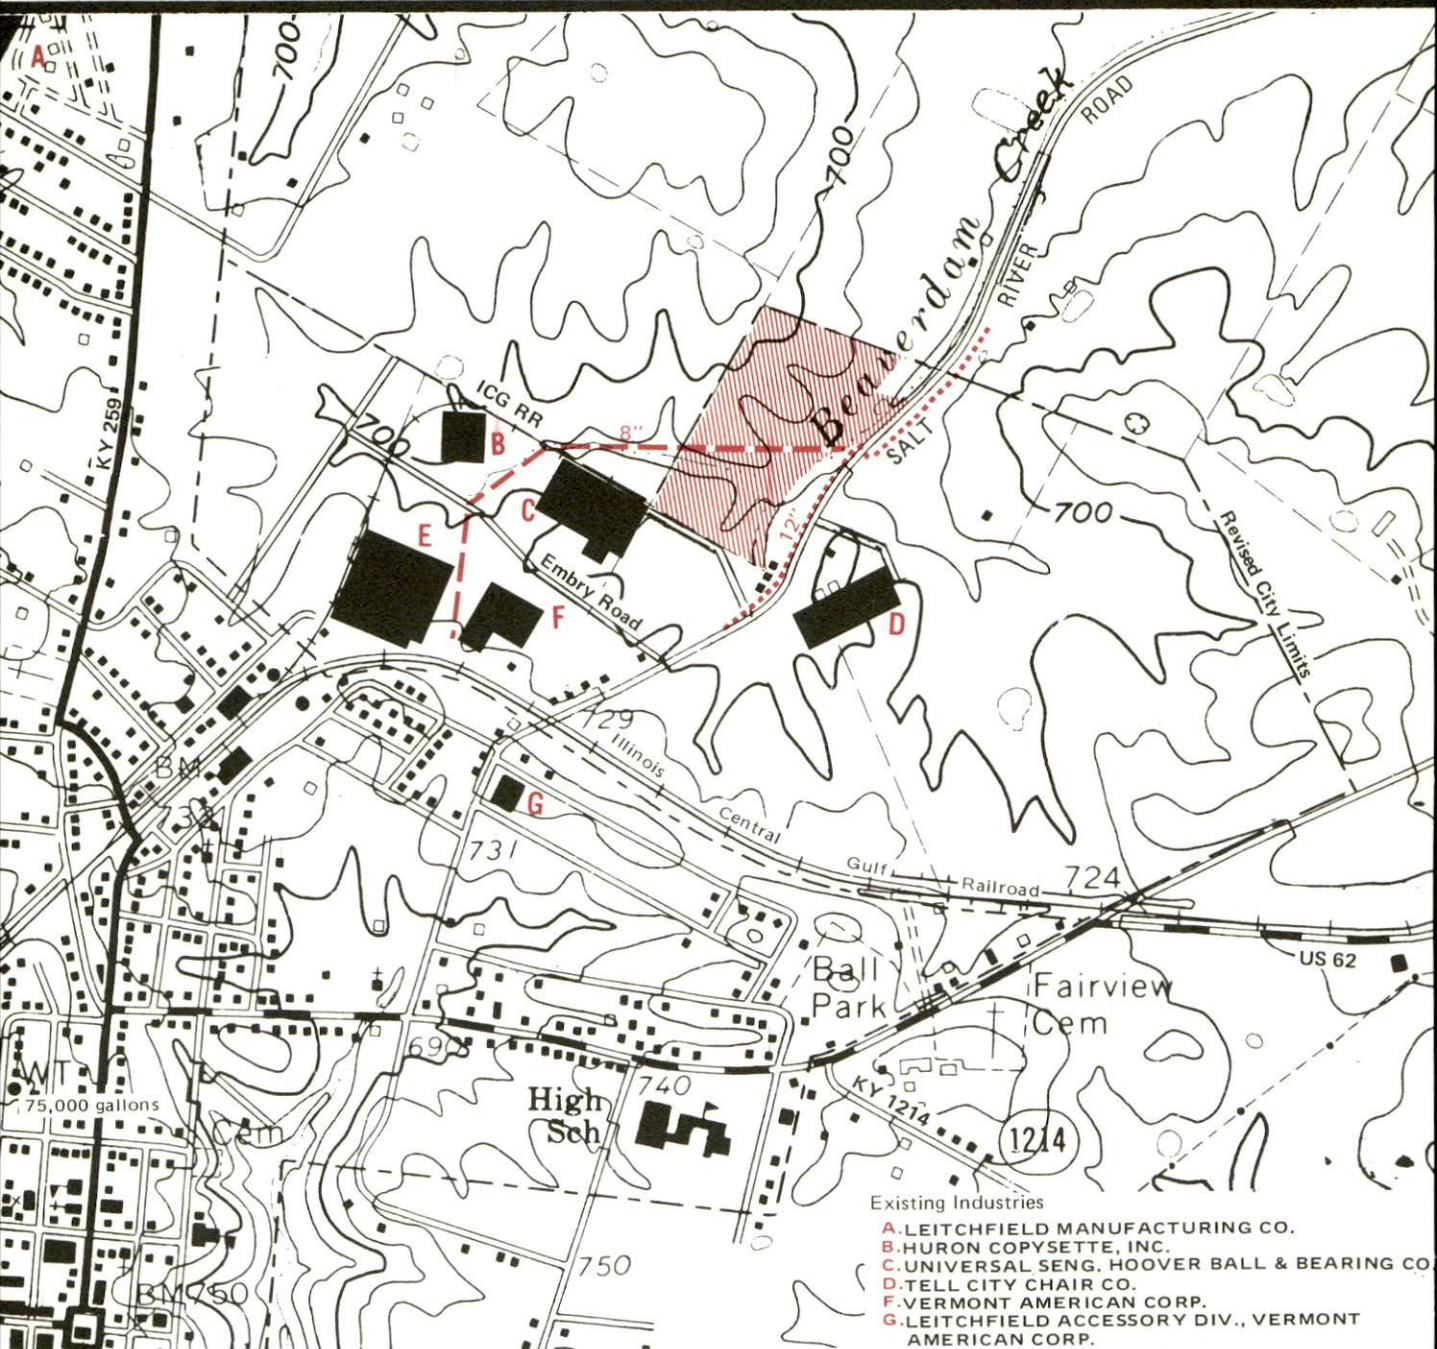 A
700
ROAD
Creek
700
Beaverdam
RIVER
KY 259
ICG RR
700
B
8"
SALT
C
E
12"
700
Revised City Limits
Embry Road
F
D
729
Illinois
BM
G
Central
731
Gulf
Railroad
724
US 62
Ball
Park
Fairview
Cem
690
WT
75,000 gallons
740
High
Sch
KY 1214
1214
Cem
750
BM750
Existing Industries
A. LEITCHFIELD MANUFACTURING CO.
B. HURON COPYSETTE, INC.
C. UNIVERSAL SENG. HOOVER BALL & BEARING CO.
D. TELL CITY CHAIR CO.
F. VERMONT AMERICAN CORP.
G. LEITCHFIELD ACCESSORY DIV., VERMONT
AMERICAN CORP.